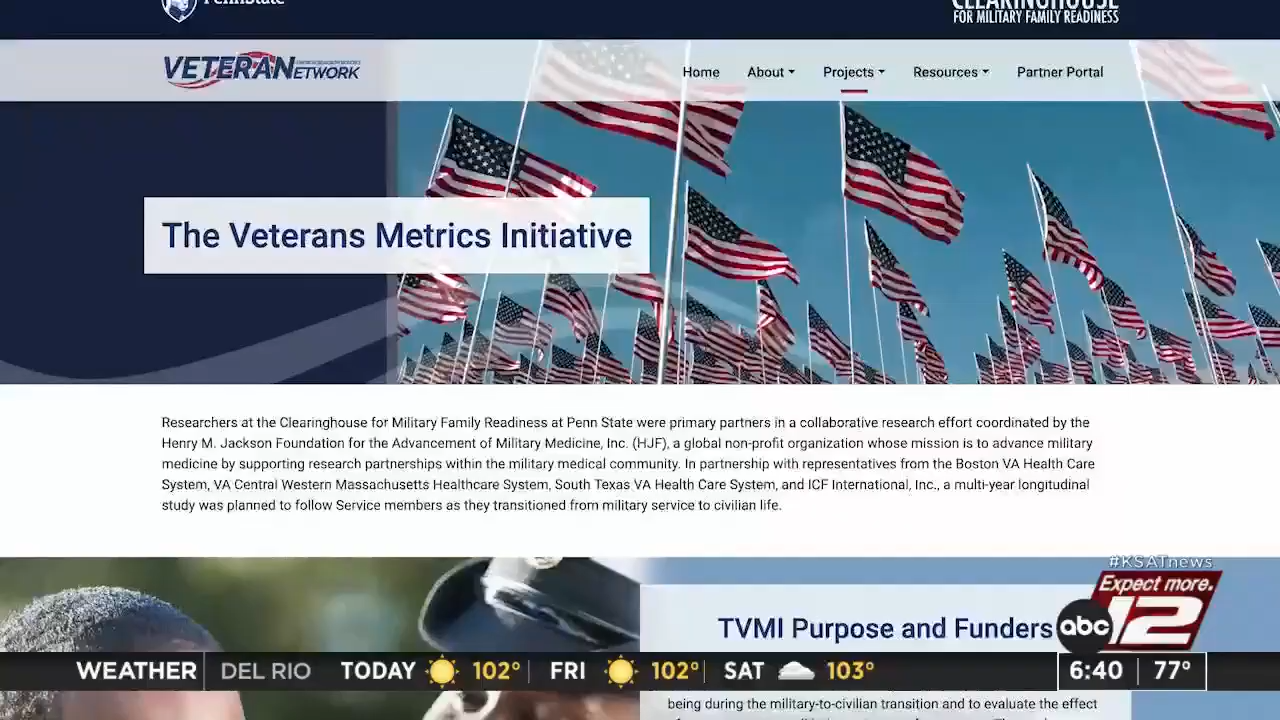 PennState
CLEARINGHOUSE
FOR MILITARY FAMILY READINESS
VETERANETWORK
Home About Projects Resources Partner Portal
The Veterans Metrics Initiative
Researchers at the Clearinghouse for Military Family Readiness at Penn State were primary partners in a collaborative research effort coordinated by the
Henry M. Jackson Foundation for the Advancement of Military Medicine, Inc. (HJF), a global non-profit organization whose mission is to advance military
medicine by supporting research partnerships within the military medical community. In partnership with representatives from the Boston VA Health Care
System, VA Central Western Massachusetts Healthcare System, South Texas VA Health Care System, and ICF International, Inc., a multi-year longitudinal
study was planned to follow Service members as they transitioned from military service to civilian life.
#KSATnews
Expect more.
abc 12
TVMI Purpose and Funders
WEATHER DEL RIO TODAY 102° FRI 102° SAT 103° 6:40 77°
being during the military-to-civilian transition and to evaluate the effect